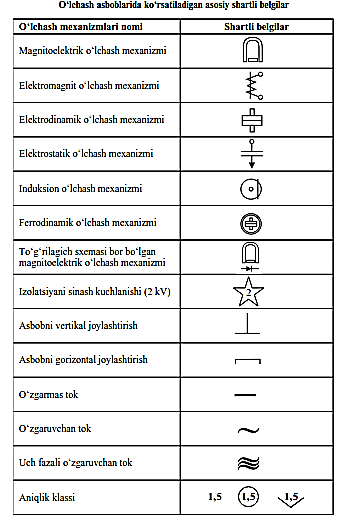 O‘lchash asboblarida ko‘rsatiladigan asosiy shartli belgilar
O‘lchash mexanizmlari nomi Shartli belgilar
Magnitoelektrik o‘lchash mexanizmi
Elektromagnit o‘lchash mexanizmi
Elektrodinamik o‘lchash mexanizmi
Elektrostatik o‘lchash mexanizmi
Induksion o‘lchash mexanizmi
Ferrodinamik o‘lchash mexanizmi
To‘g‘rilagich sxemasi bor bo‘lgan
magnitoelektrik o‘lchash mexanizmi
Izolatsiyani sinash kuchlanishi (2 kV) 2
Asbobni vertikal joylashtirish
Asbobni gorizontal joylashtirish
O‘zgarmas tok
O‘zgaruvchan tok
Uch fazali o‘zgaruvchan tok
Aniqlik klassi 1,5 1,5 1,5